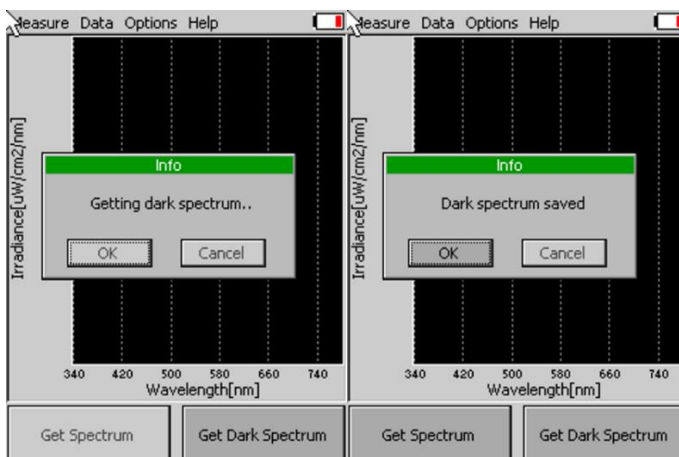 Measure Data Options Help
Irradiance[uW/cm2/nm]
Info
Getting dark spectrum..
OK Cancel
340 420 500 580 660 740
Wavelength[nm]
Get Spectrum Get Dark Spectrum
Measure Data Options Help
Irradiance[uW/cm2/nm]
Info
Dark spectrum saved
OK Cancel
340 420 500 580 660 740
Wavelength[nm]
Get Spectrum Get Dark Spectrum